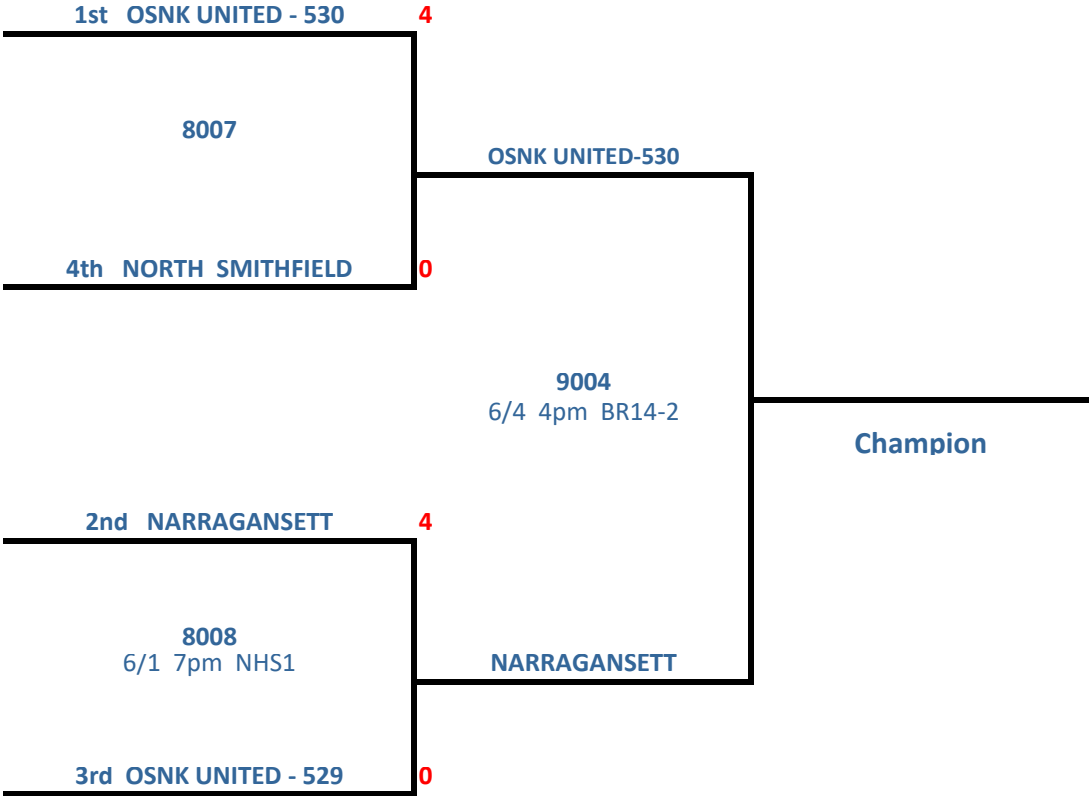 1st OSNK UNITED - 530 4
8007
OSNK UNITED-530
4th NORTH SMITHFIELD 0
9004
6/4 4pm BR14-2
Champion
2nd NARRAGANSETT 4
8008
6/1 7pm NHS1
NARRAGANSETT
3rd OSNK UNITED - 529 0